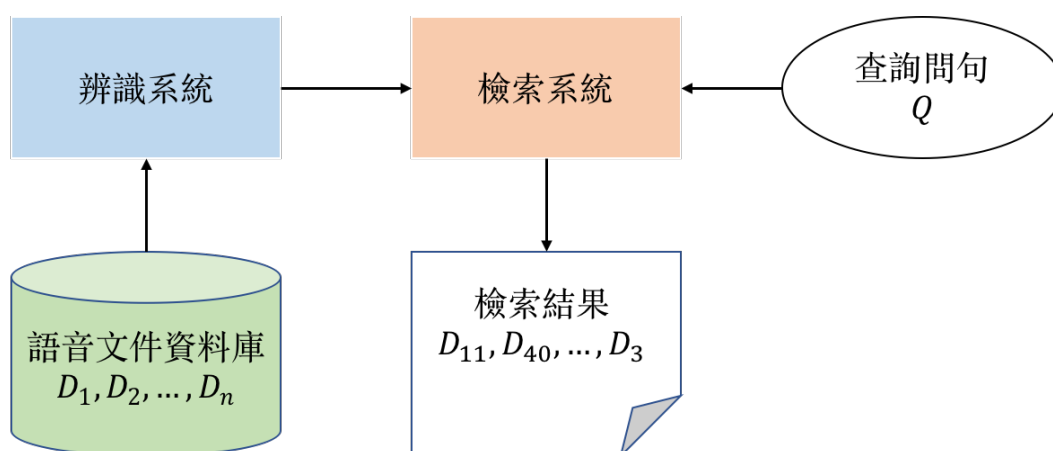 辨識系統
檢索系統
查詢問句
Q
語音文件資料庫
D₁, D₂, …, Dₙ
檢索結果
D₁₁, D₄₀, …, D₃